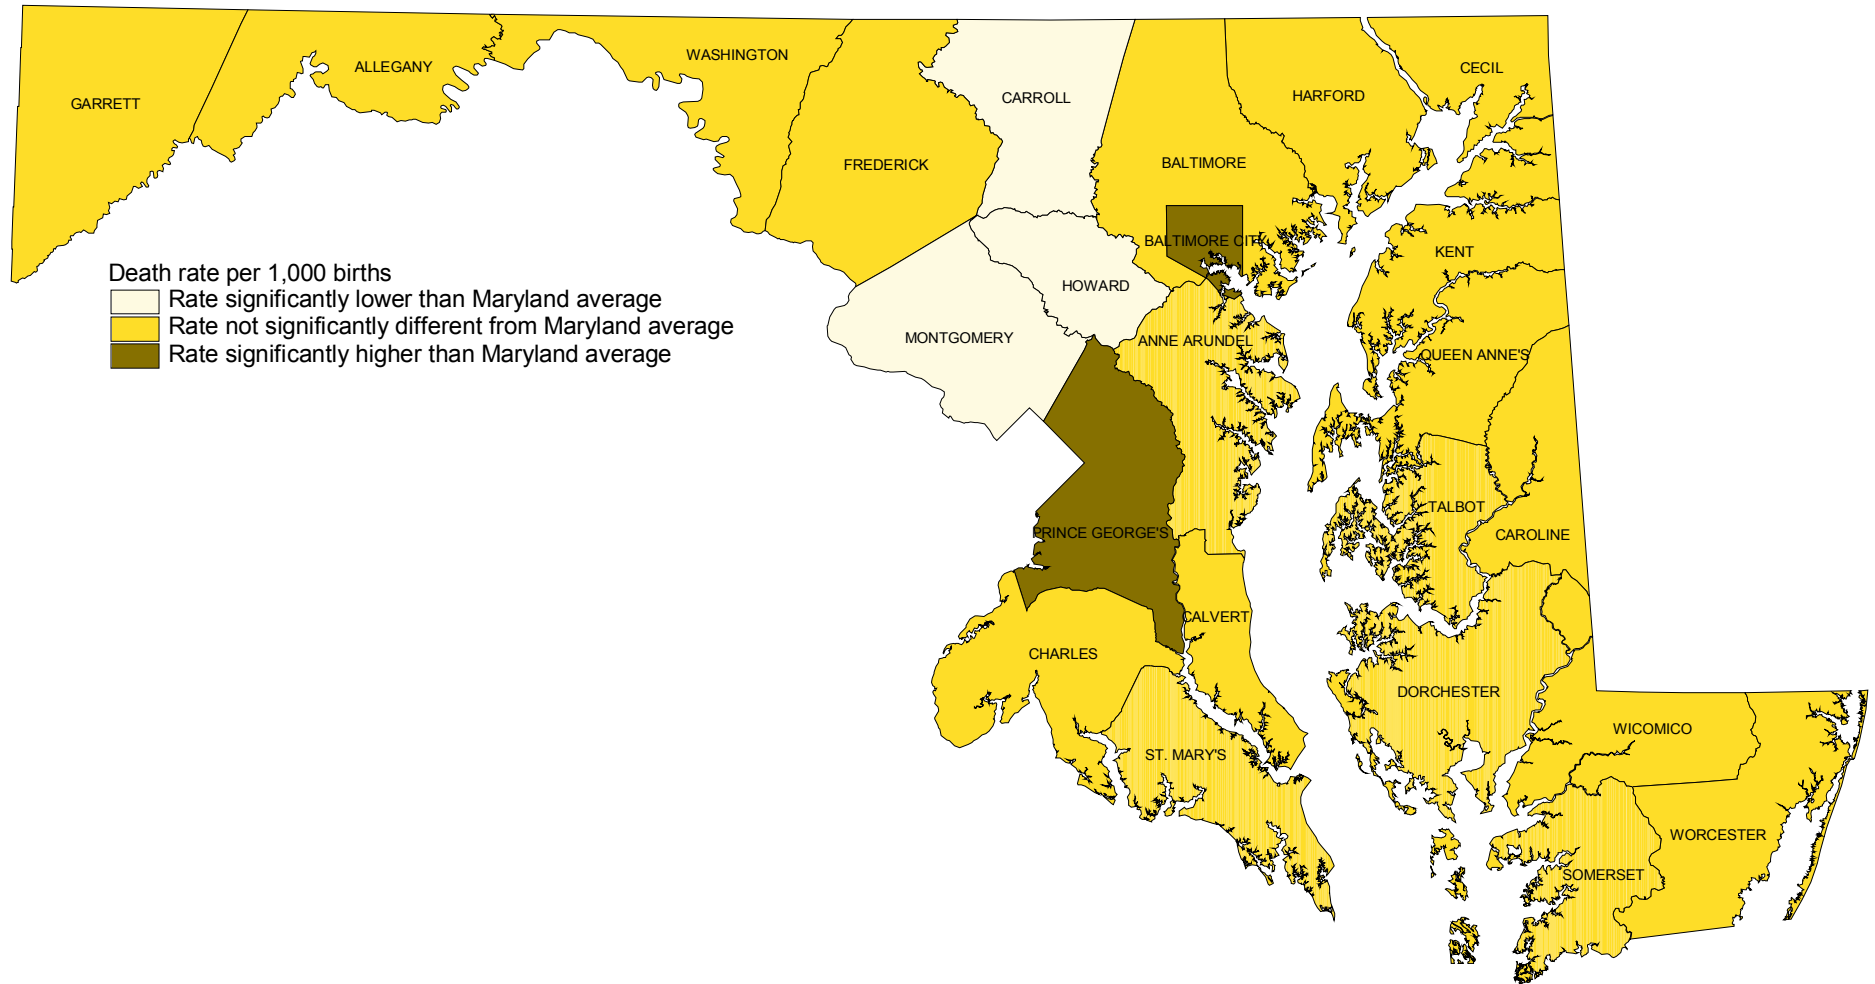 WASHINGTON
ALLEGANY
CECIL
GARRETT
CARROLL
HARFORD
FREDERICK
BALTIMORE
BALTIMORE CITY
KENT
Death rate per 1,000 births
Rate significantly lower than Maryland average
Rate not significantly different from Maryland average
Rate significantly higher than Maryland average
HOWARD
MONTGOMERY
ANNE ARUNDEL
QUEEN ANNE'S
TALBOT
PRINCE GEORGE'S
CAROLINE
CALVERT
CHARLES
DORCHESTER
WICOMICO
ST. MARY'S
WORCESTER
SOMERSET